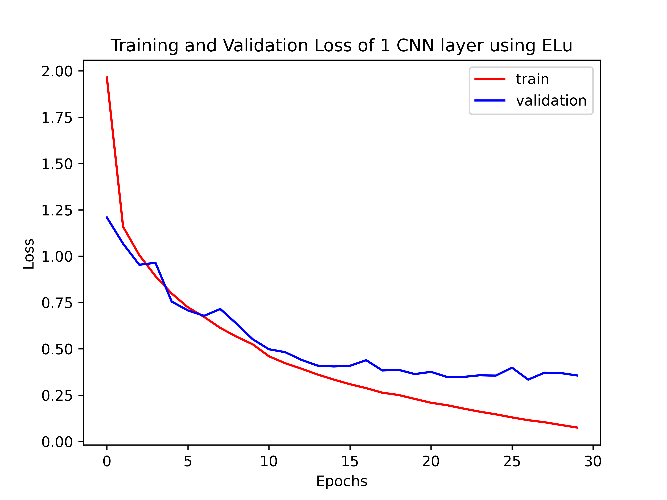 Training and Validation Loss of 1 CNN layer using ELu
train
validation
2.00
1.75
1.50
1.25
1.00
0.75
0.50
0.25
0.00
Loss
0 5 10 15 20 25 30
Epochs